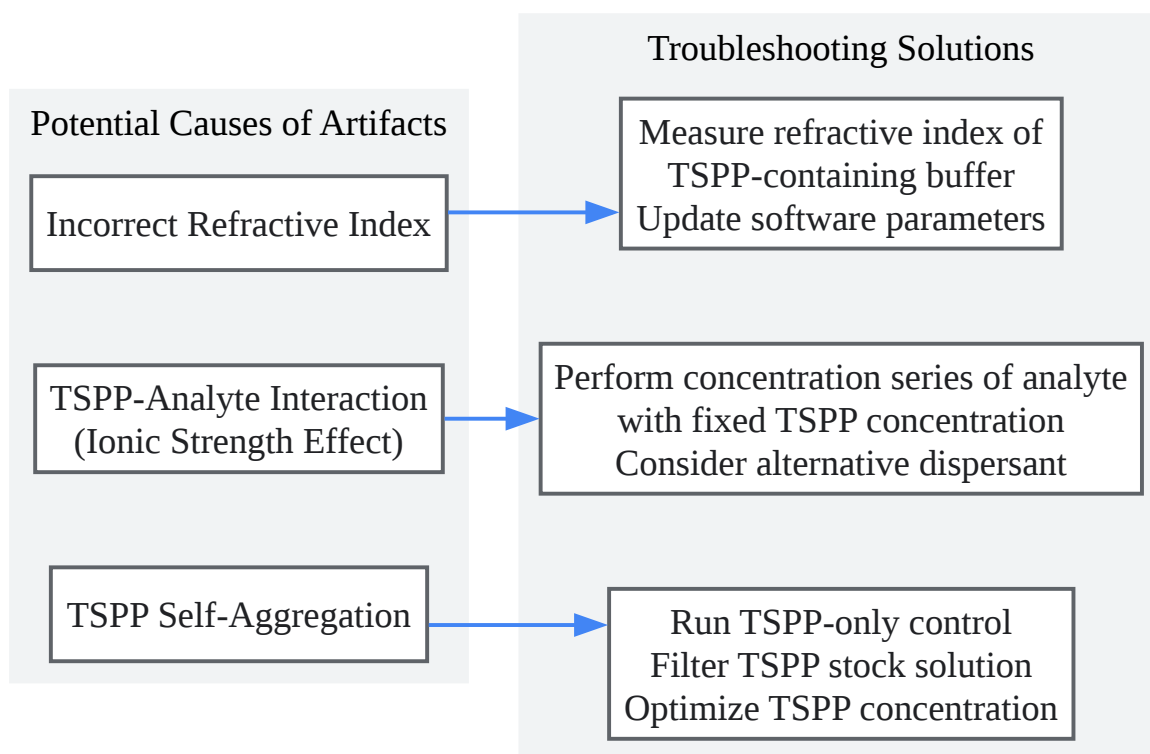 Potential Causes of Artifacts
Incorrect Refractive Index
TSPP-Analyte Interaction
(Ionic Strength Effect)
TSPP Self-Aggregation
Troubleshooting Solutions
Measure refractive index of
TSPP-containing buffer
Update software parameters
Perform concentration series of analyte
with fixed TSPP concentration
Consider alternative dispersant
Run TSPP-only control
Filter TSPP stock solution
Optimize TSPP concentration